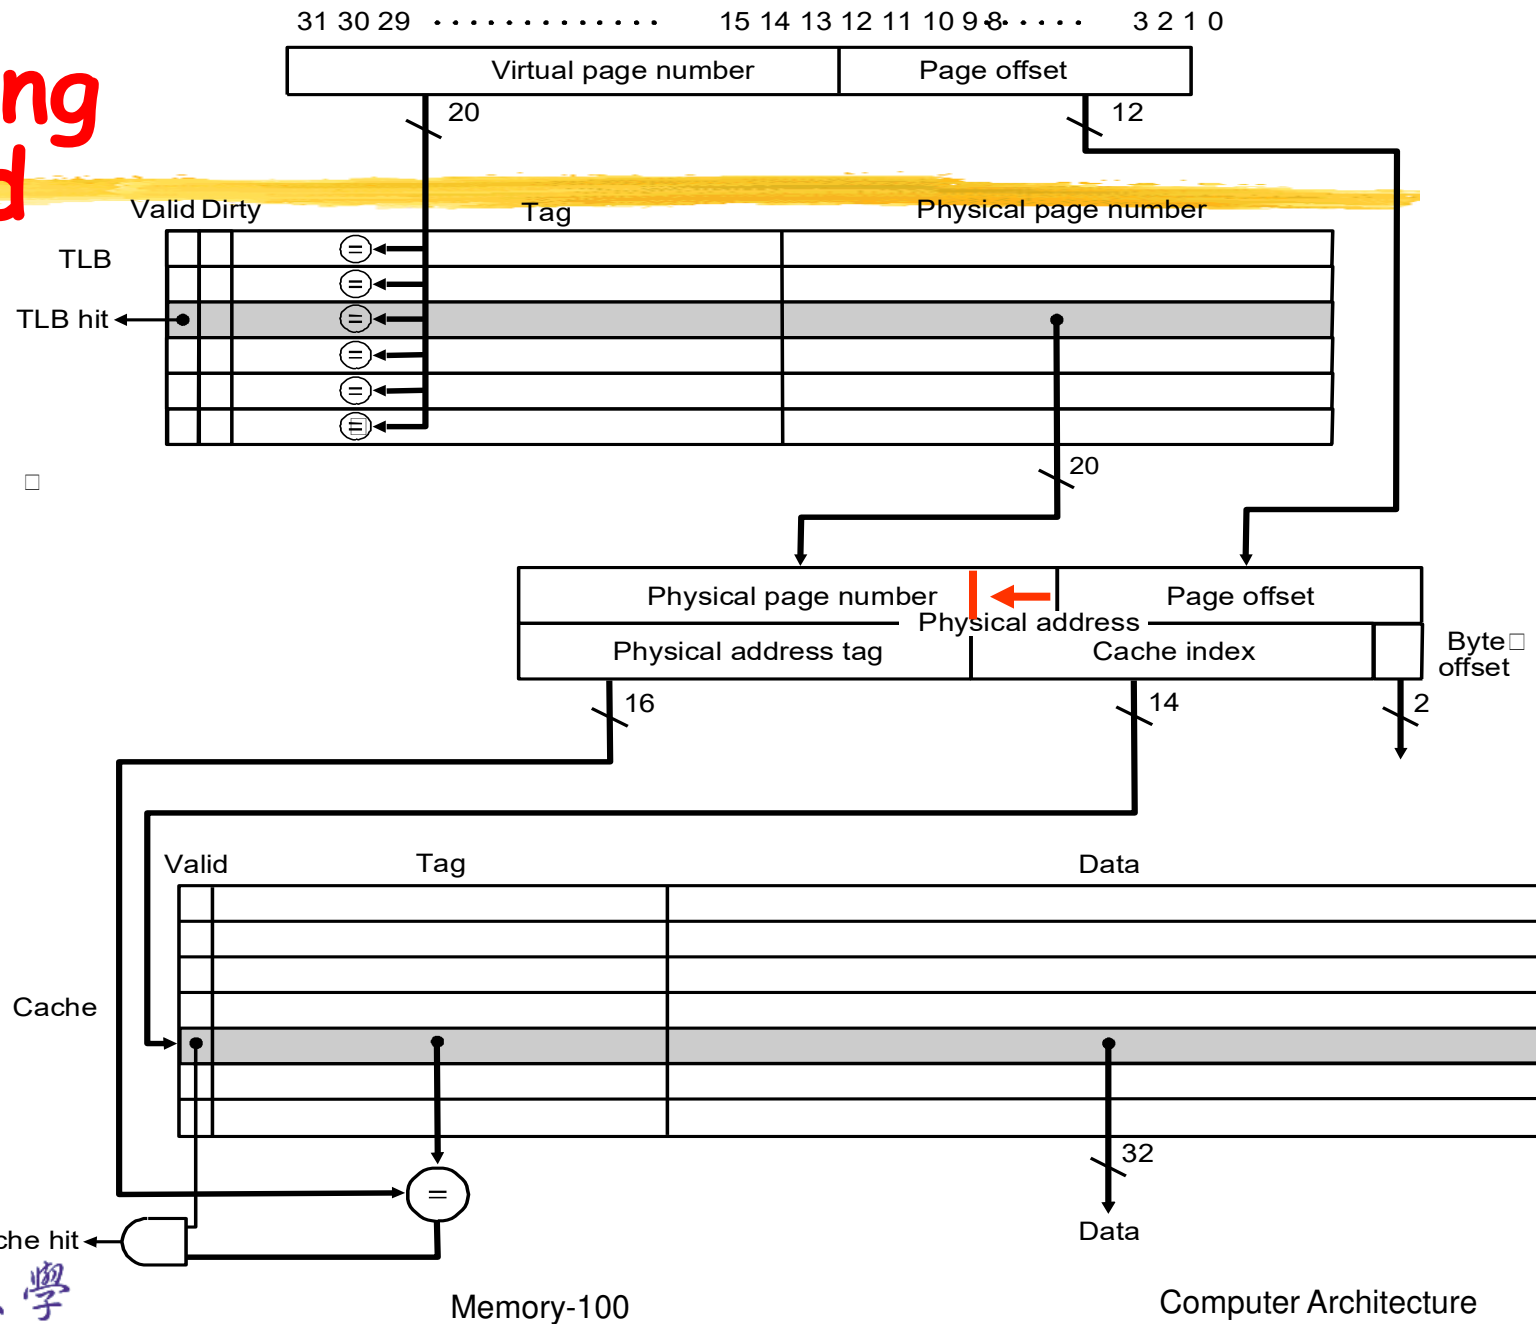 31 30 29 ············ 15 14 13 12 11 10 9 8 ······ 3 2 1 0
Virtual page number Page offset
20 12
ng
d
Valid Dirty Tag Physical page number
TLB
=
=
TLB hit =
=
=
=
20
Physical page number Page offset
Physical address
Physical address tag Cache index Byte
offset
16 14 2
Valid Tag Data
Cache
32
=
Data
che hit
學
Memory-100 Computer Architecture